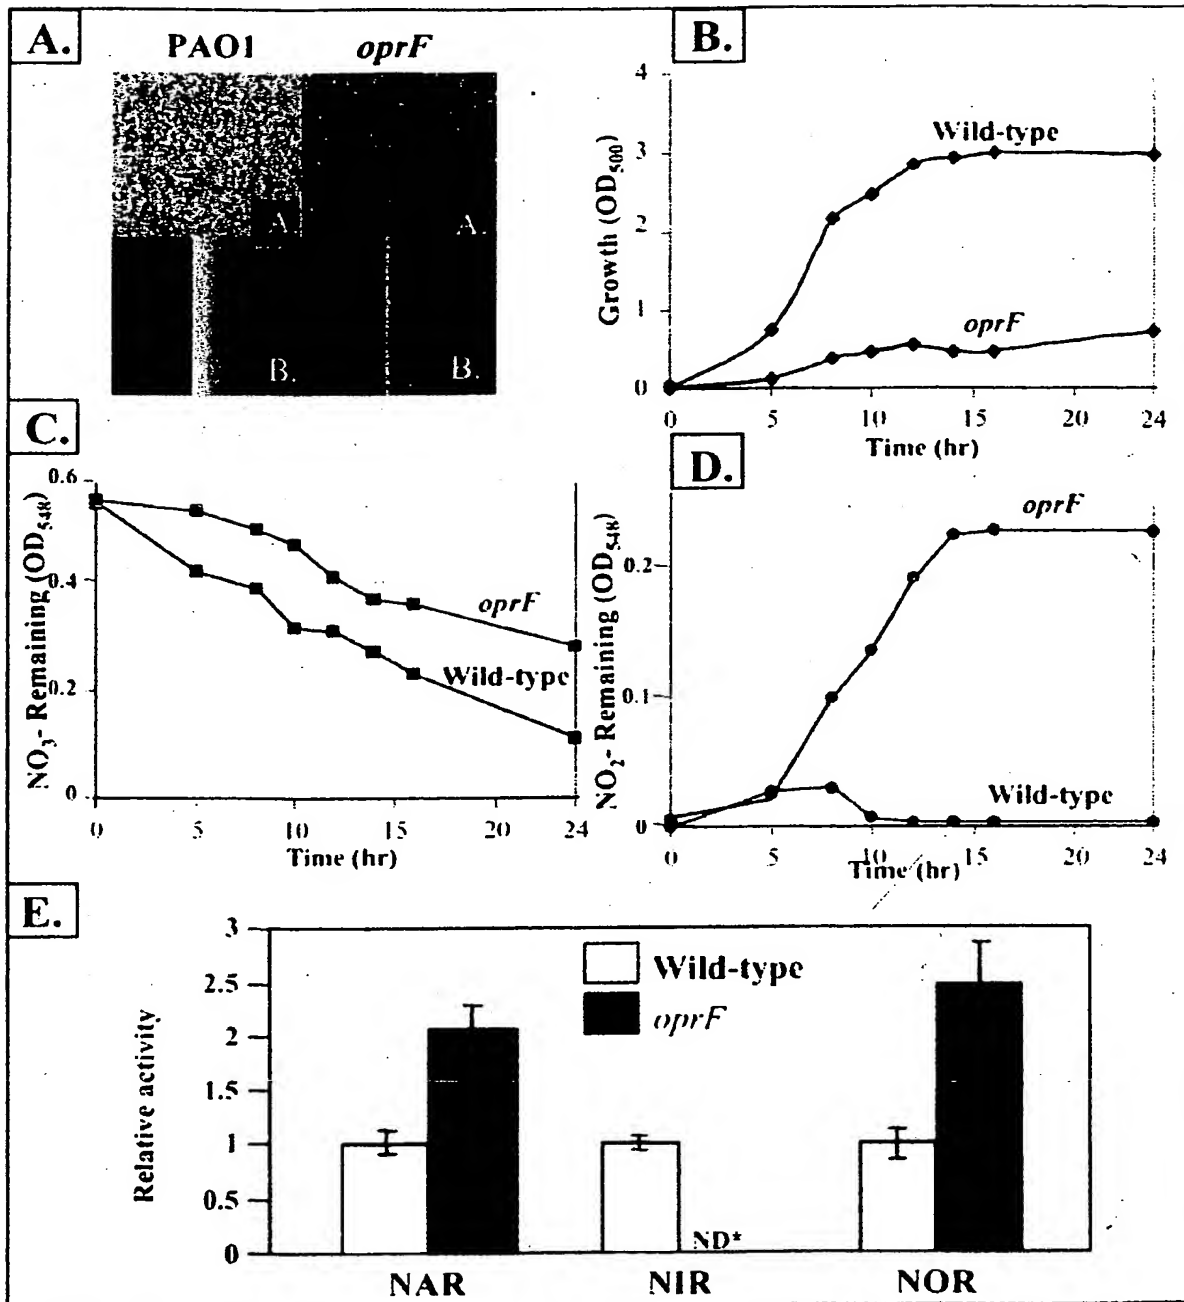 A.
PAO1 oprF
A A.
B. B.
B.
4
3
2
1
0
Growth (OD500)
Wild-type
oprF
0 5 10 15 20 24
Time (hr)
C.
0.6
0.4
0.2
0
NO3- Remaining (OD548)
oprF
Wild-type
0 5 10 15 20 24
Time (hr)
D.
0.2
0.1
0
NO2- Remaining (OD548)
oprF
Wild-type
0 5 10 15 20 24
Time (hr)
E.
3
2.5
2
1.5
1
0.5
0
Relative activity
Wild-type
oprF
ND*
NAR NIR NOR